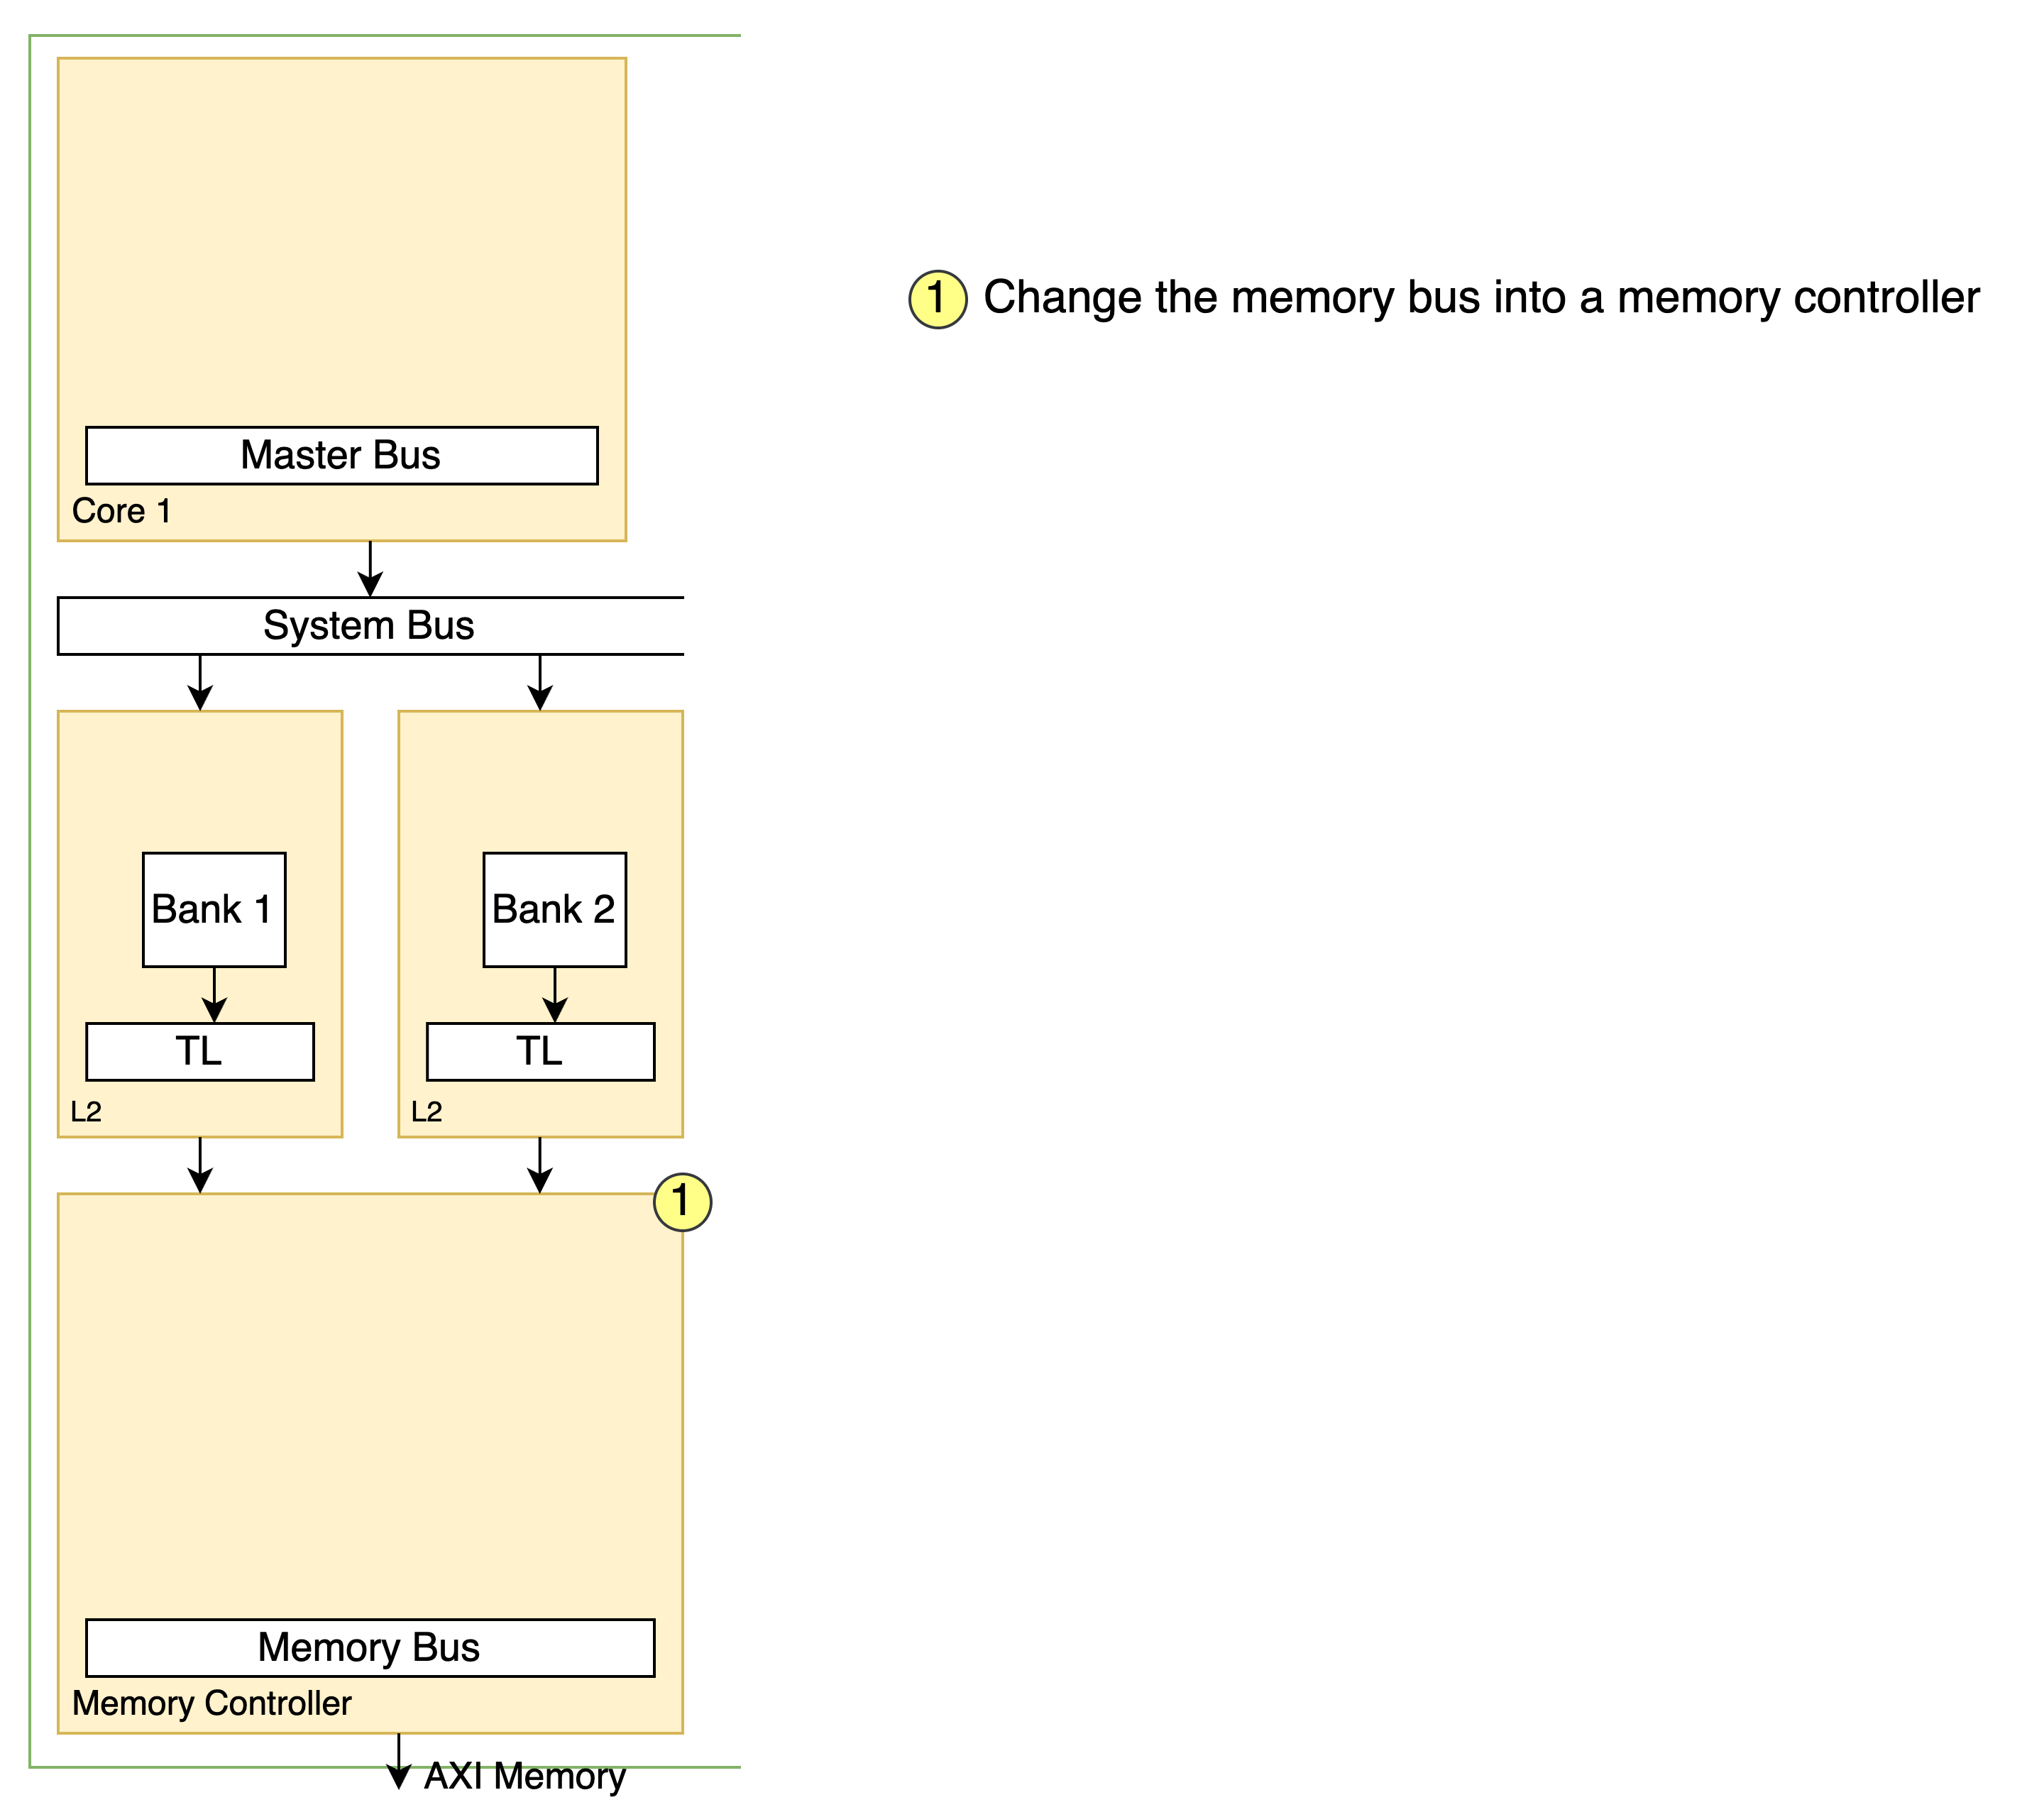 1 Change the memory bus into a memory controller
Master Bus
Core 1
System Bus
Bank 1
Bank 2
TL
TL
L2
L2
1
Memory Bus
Memory Controller
AXI Memory